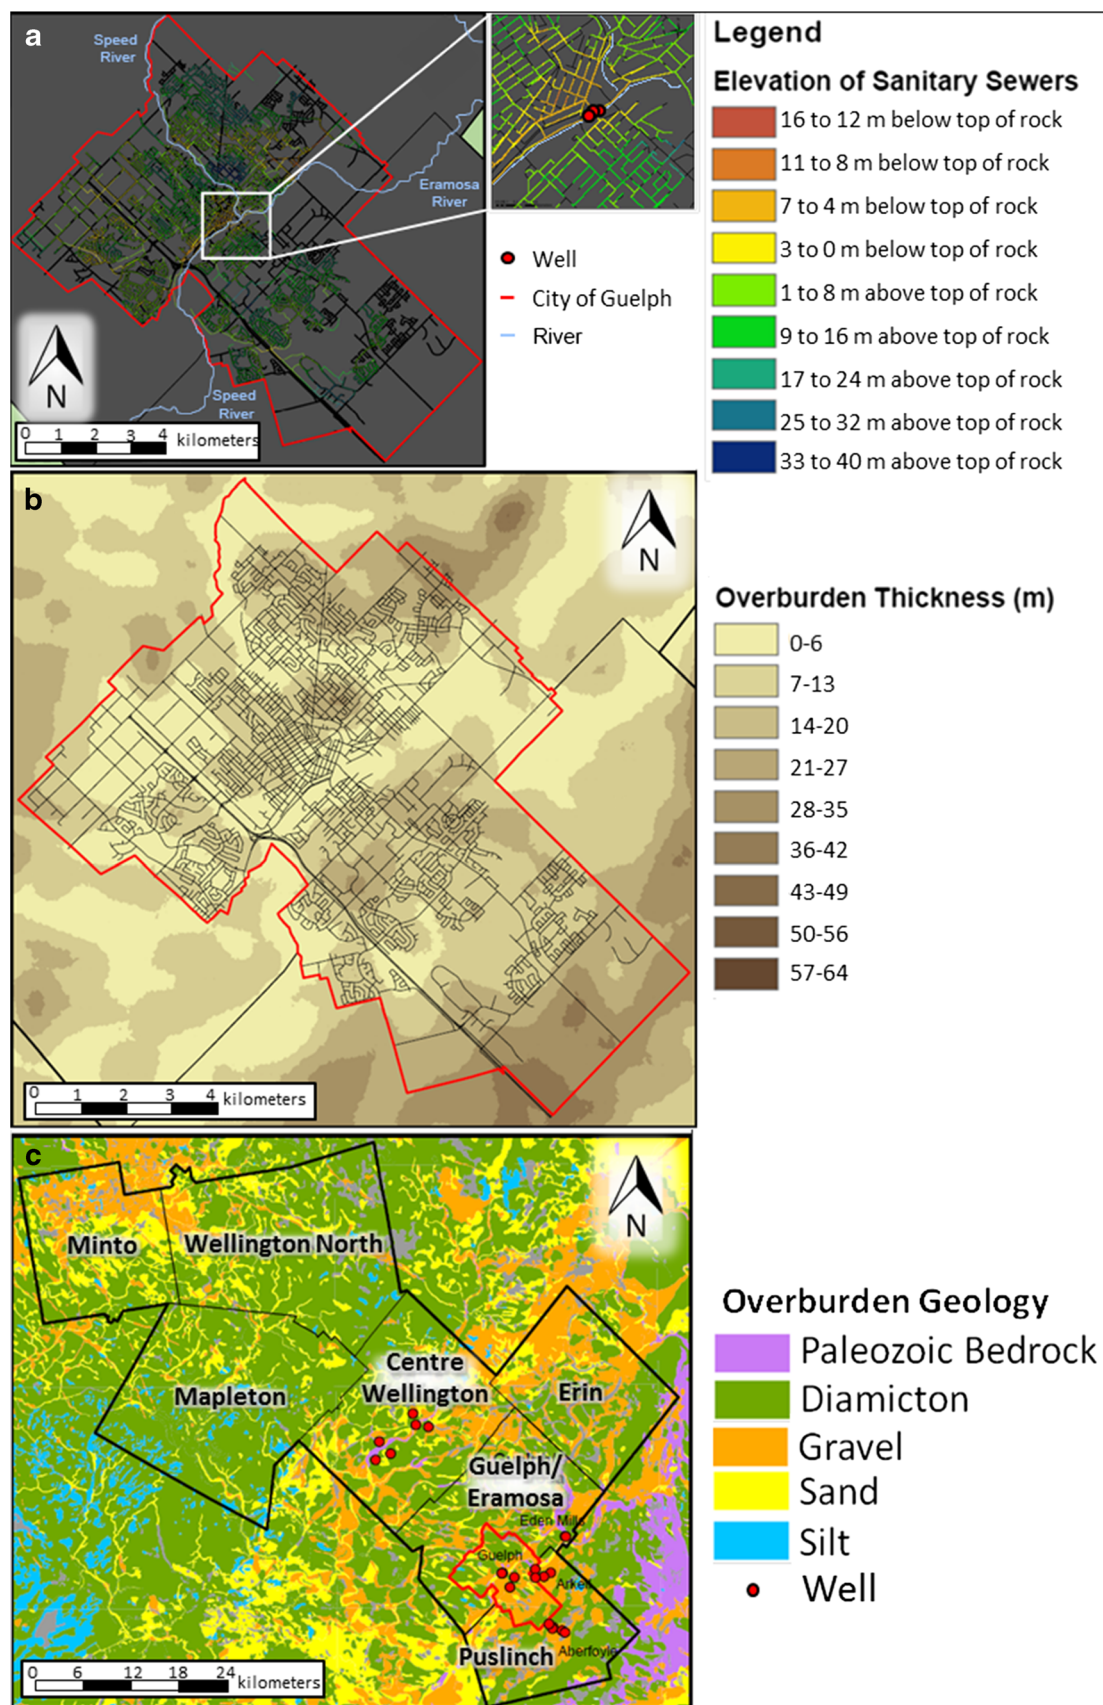 a
Speed
River
Eramosa
River
Speed
River
N
0 1 2 3 4 kilometers
Well
City of Guelph
River
Legend
Elevation of Sanitary Sewers
16 to 12 m below top of rock
11 to 8 m below top of rock
7 to 4 m below top of rock
3 to 0 m below top of rock
1 to 8 m above top of rock
9 to 16 m above top of rock
17 to 24 m above top of rock
25 to 32 m above top of rock
33 to 40 m above top of rock
b
N
0 1 2 3 4 kilometers
Overburden Thickness (m)
0-6
7-13
14-20
21-27
28-35
36-42
43-49
50-56
57-64
c
N
Minto
Wellington North
Mapleton
Centre
Wellington
Erin
Guelph/
Eramosa
Eden Mills
Guelph
Arkell
Puslinch
Aberfoyle
0 6 12 18 24 kilometers
Overburden Geology
Paleozoic Bedrock
Diamicton
Gravel
Sand
Silt
Well